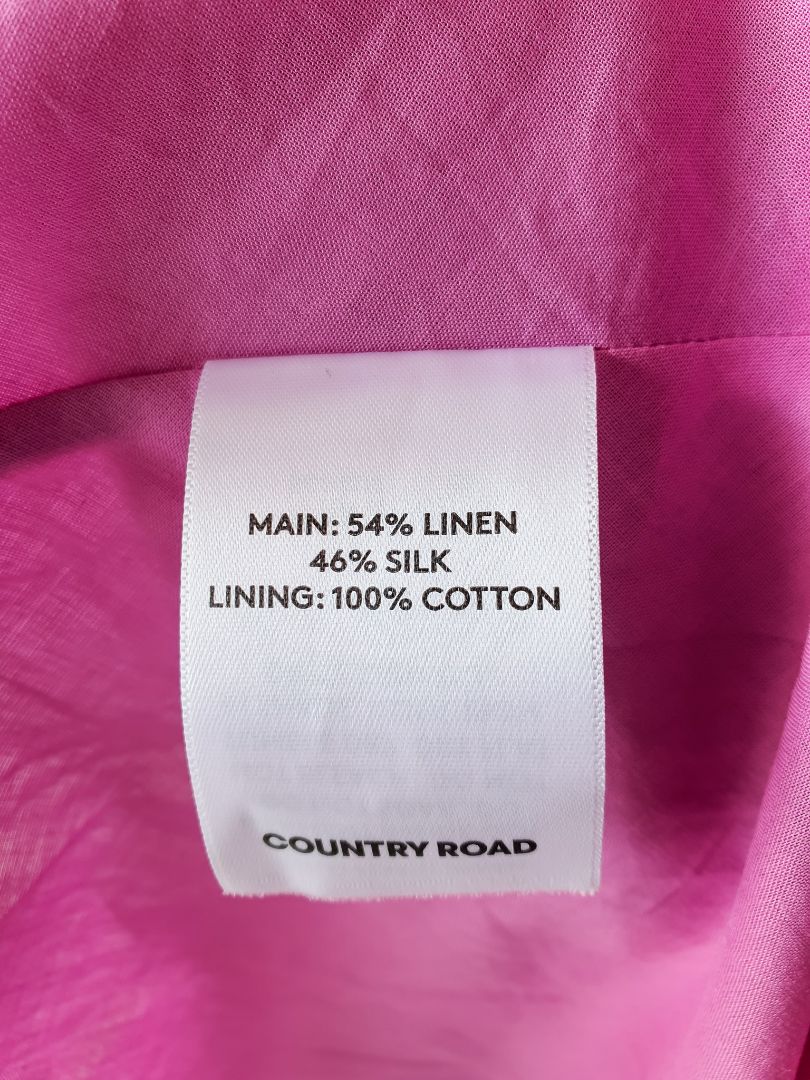 MAIN: 54% LINEN
46% SILK
LINING: 100% COTTON
COUNTRY ROAD